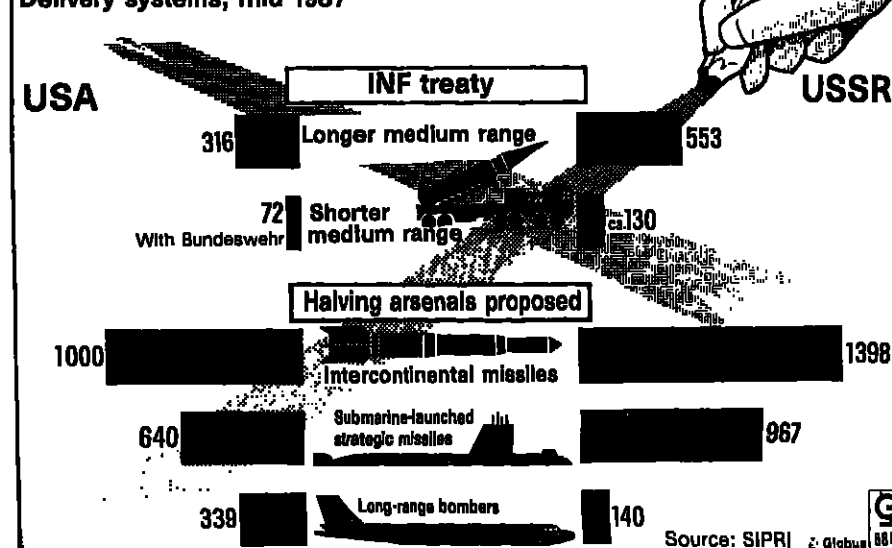 Delivery systems, mid 1987
USA
INF treaty
USSR
316
Longer medium range
553
72
With Bundeswehr
Shorter
medium range
ca.130
Halving arsenals proposed
1000
Intercontinental missiles
1398
640
Submarine-launched
strategic missiles
967
339
Long-range bombers
140
Source: SIPRI
Globus